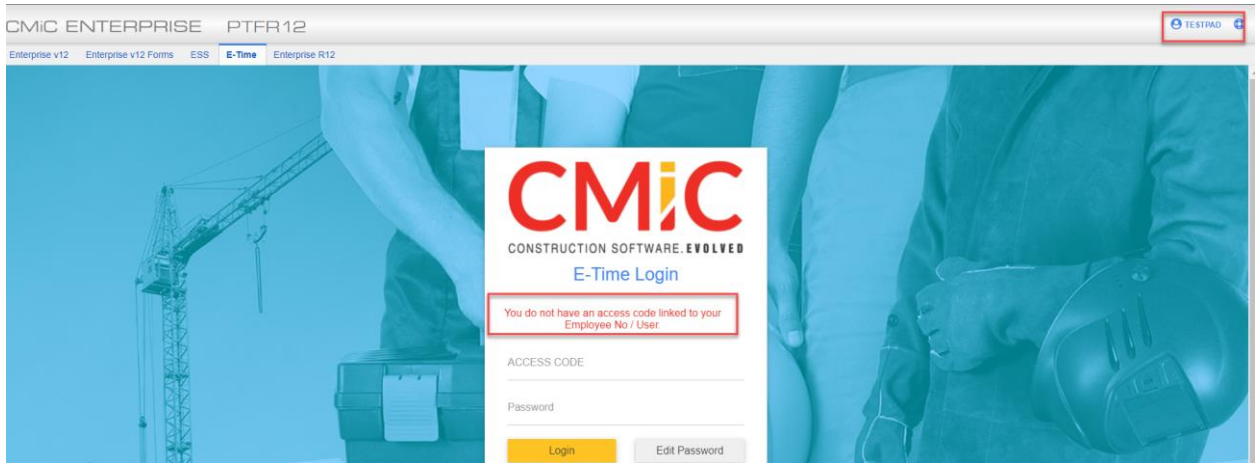 CMiC ENTERPRISE PTFR12
TESTPAD
Enterprise v12 Enterprise v12 Forms ESS E-Time Enterprise R12
CMiC
CONSTRUCTION SOFTWARE.EVOLVED
E-Time Login
You do not have an access code linked to your
Employee No / User.
ACCESS CODE
Password
Login Edit Password